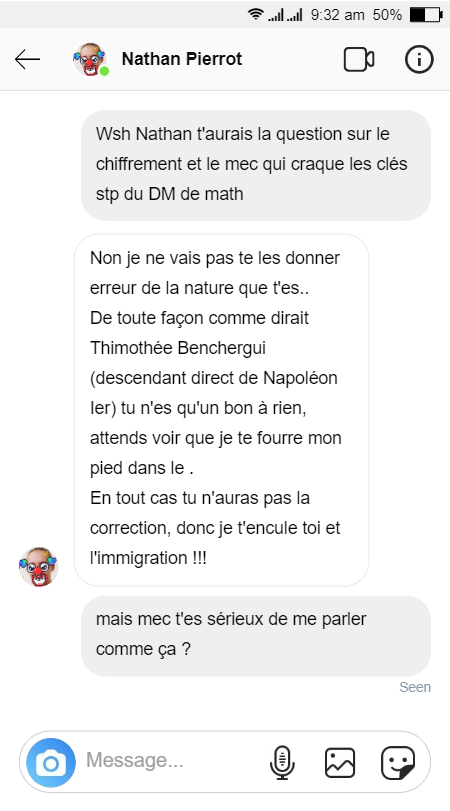 9:32 am 50%
Nathan Pierrot
Wsh Nathan t'aurais la question sur le
chiffrement et le mec qui craque les clés
stp du DM de math
Non je ne vais pas te les donner
erreur de la nature que t'es..
De toute façon comme dirait
Thimothée Benchergui
(descendant direct de Napoléon
Ier) tu n'es qu'un bon à rien,
attends voir que je te fourre mon
pied dans le .
En tout cas tu n'auras pas la
correction, donc je t'encule toi et
l'immigration !!!
mais mec t'es sérieux de me parler
comme ça ?
Seen
Message...